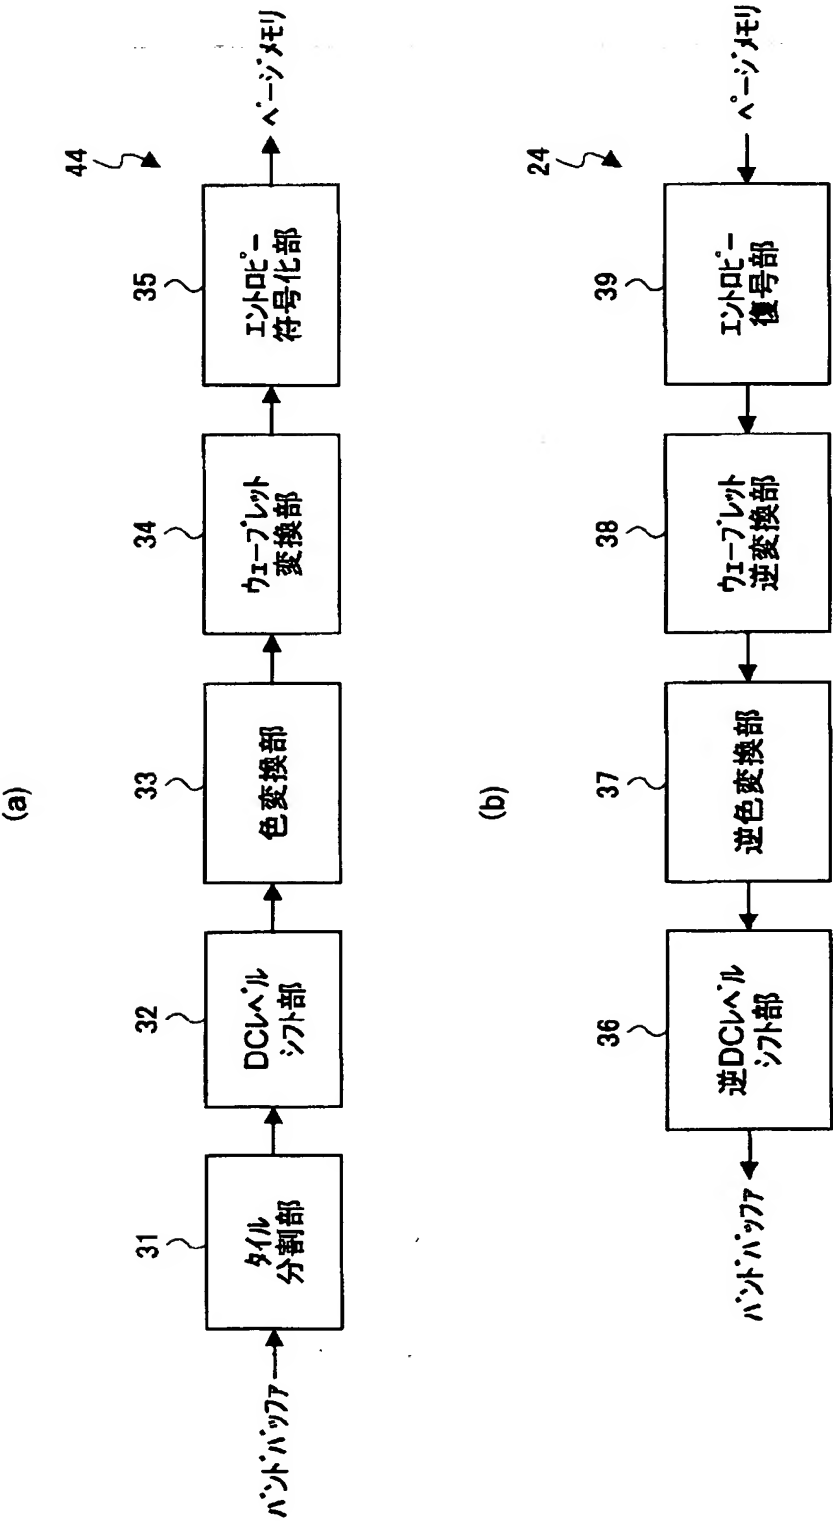 (a)
44
バンドバッファ
31
タイル
分割部
32
DCレベル
シフト部
33
色変換部
34
ウェーブレット
変換部
35
エントロピー
符号化部
ページメモリ
(b)
24
バンドバッファ
36
逆DCレベル
シフト部
37
逆色変換部
38
ウェーブレット
逆変換部
39
エントロピー
復号部
ページメモリ